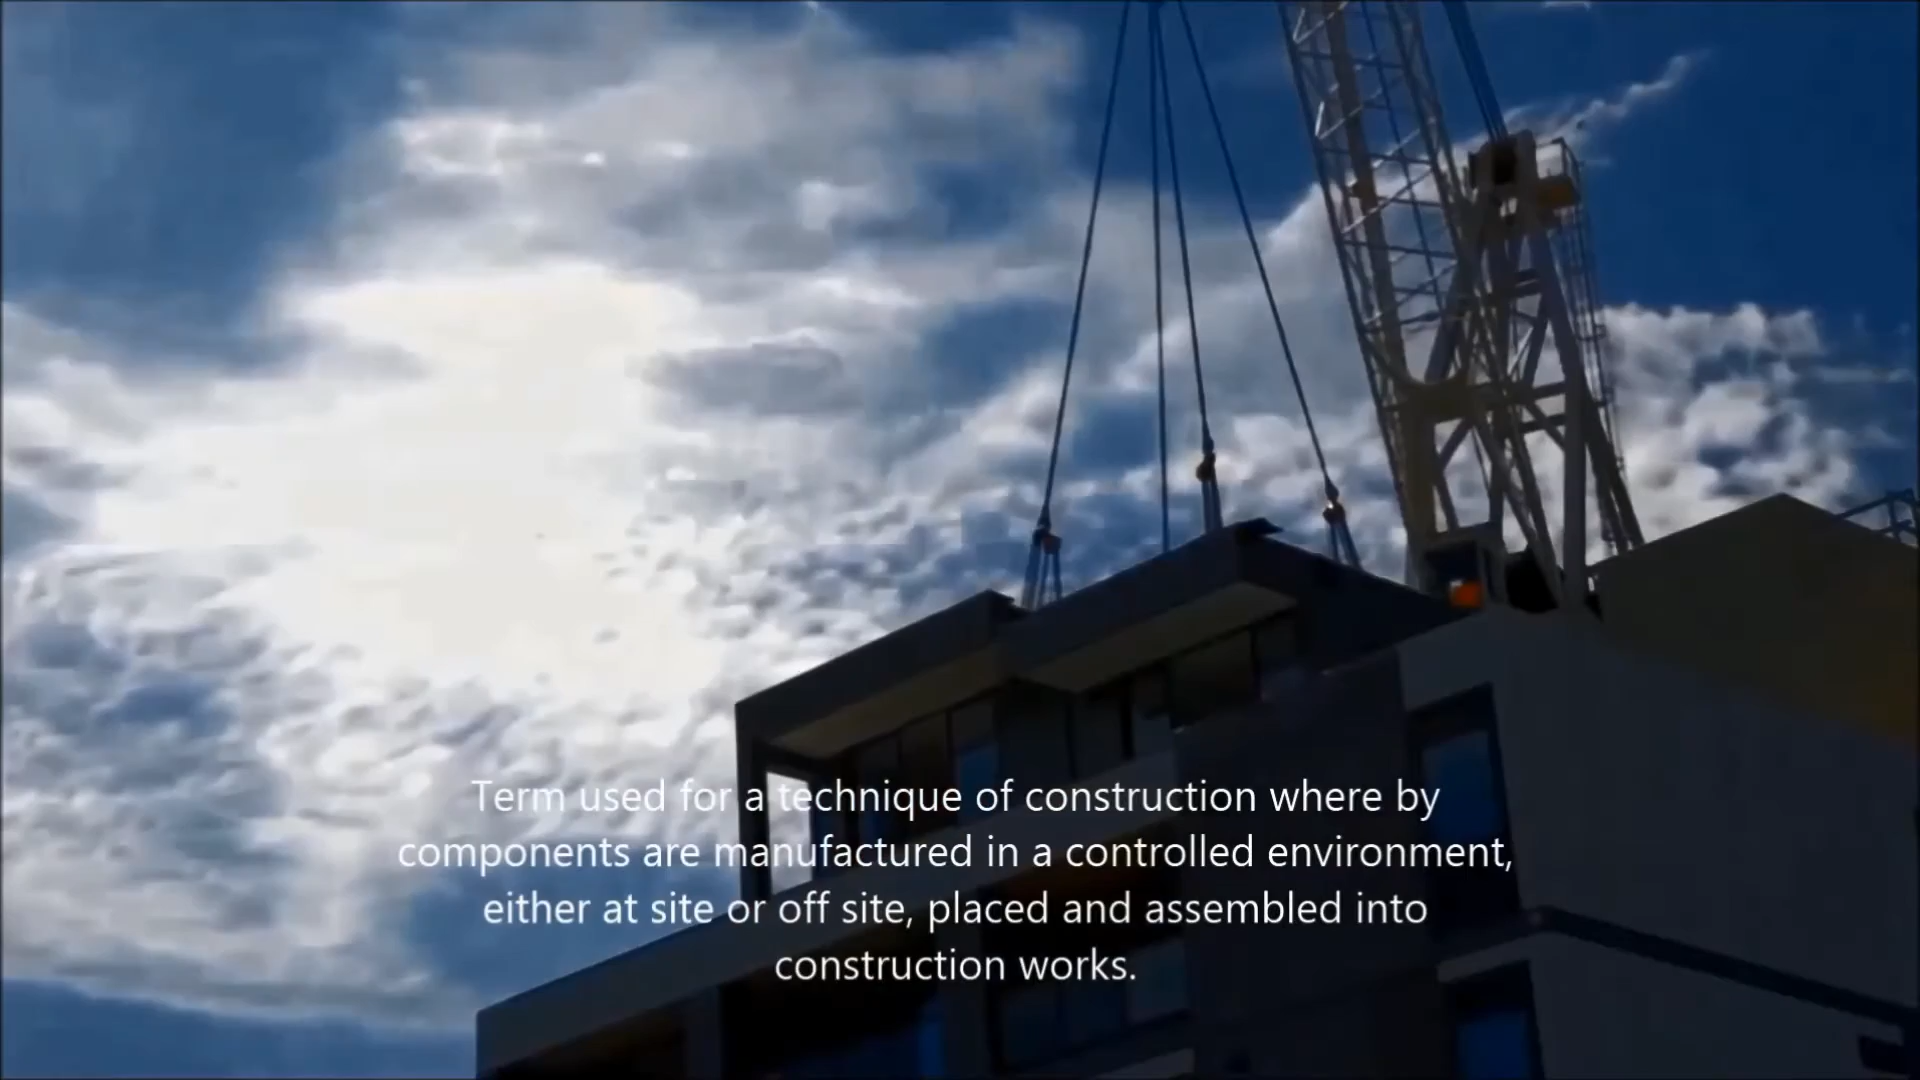 Term used for a technique of construction where by
components are manufactured in a controlled environment,
either at site or off site, placed and assembled into
construction works.